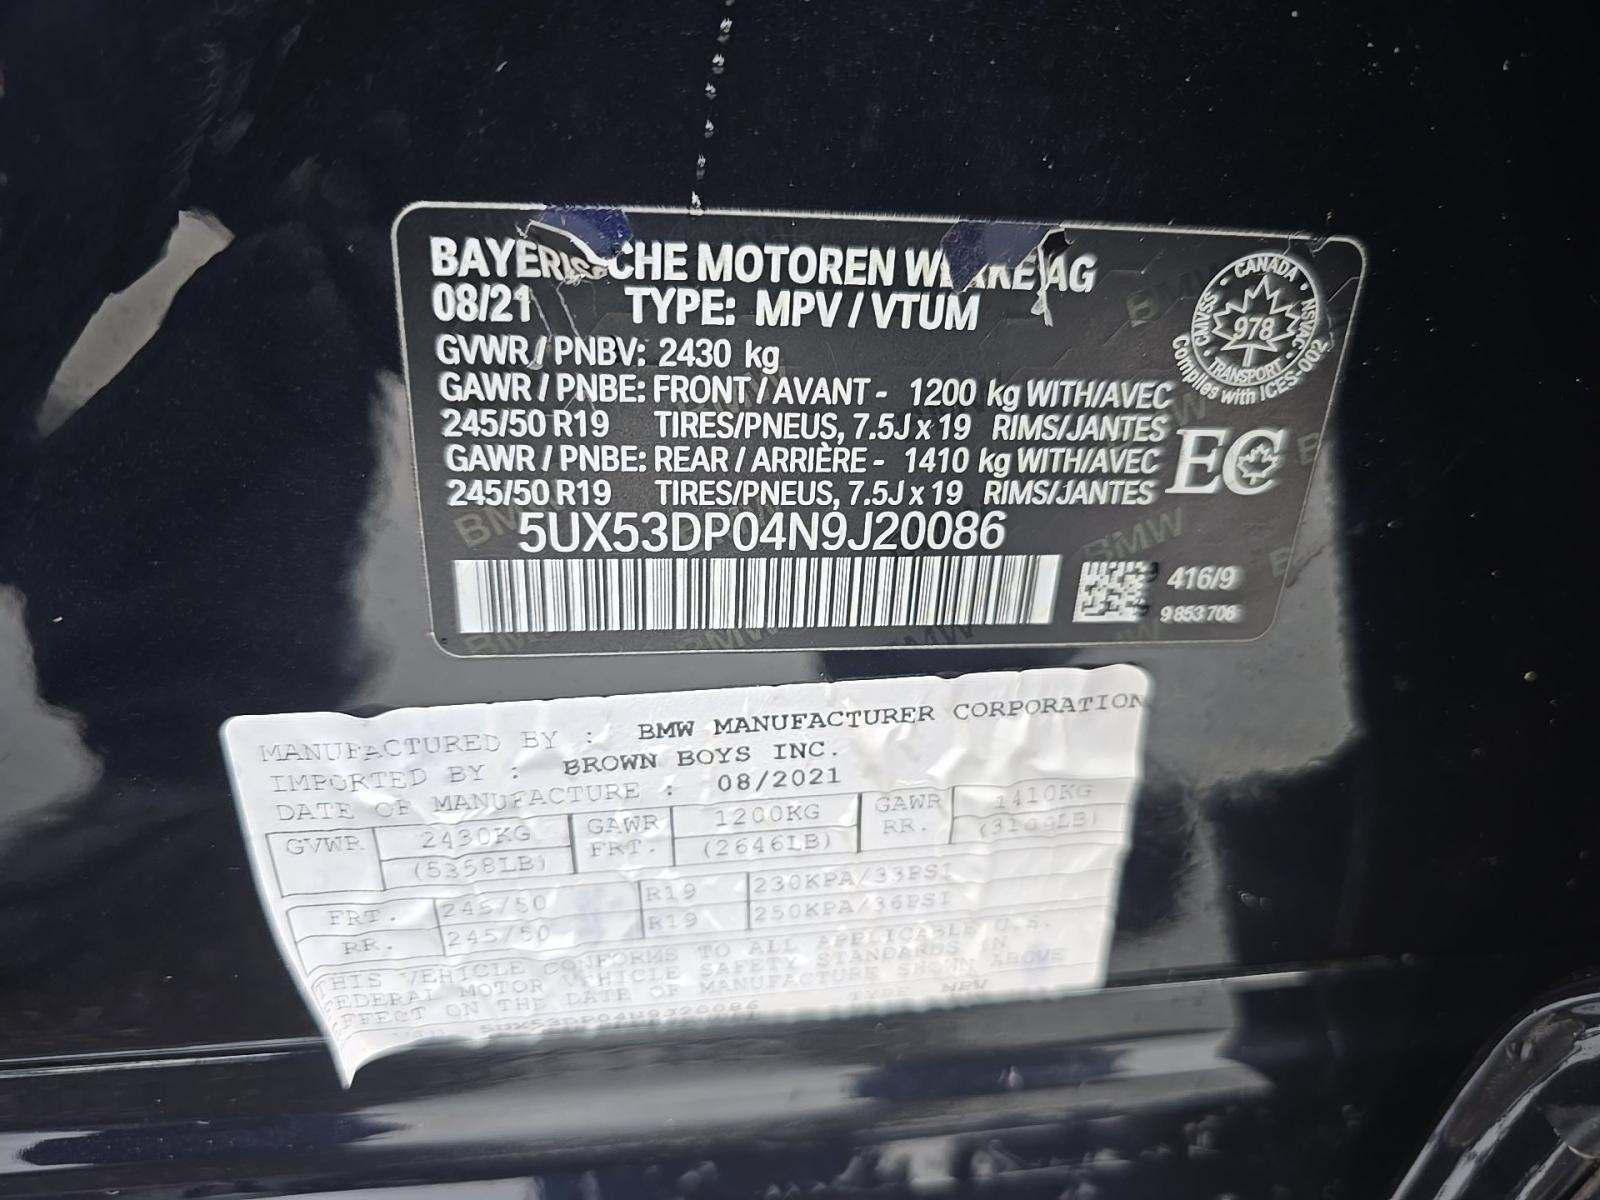 BAYERISCHE MOTOREN WERKE AG
08/21 TYPE: MPV / VTUM
GVWR / PNBV: 2430 kg
GAWR / PNBE: FRONT / AVANT - 1200 kg WITH/AVEC
245/50 R19 TIRES/PNEUS, 7.5J x 19 RIMS/JANTES
GAWR / PNBE: REAR / ARRIÈRE - 1410 kg WITH/AVEC
245/50 R19 TIRES/PNEUS, 7.5J x 19 RIMS/JANTES
5UX53DP04N9J20086
CANADA
CMVSS 978 NSVAC
TRANSPORT
Complies with ICES-002
EC
416/9
9 853 706
BMW
MANUFACTURED BY : BMW MANUFACTURER CORPORATION
IMPORTED BY : BROWN BOYS INC.
DATE OF MANUFACTURE : 08/2021
GVWR 2430KG GAWR FRT. 1200KG GAWR RR. 1410KG
(5358LB) (2646LB)
FRT. 245/50 R19 230KPA/33PSI
RR. 245/50 R19 250KPA/36PSI
THIS VEHICLE CONFORMS TO ALL APPLICABLE U.S.
FEDERAL MOTOR VEHICLE SAFETY STANDARDS IN
EFFECT ON THE DATE OF MANUFACTURE SHOWN ABOVE
5UX53DP04N9J20086 TYPE MPV